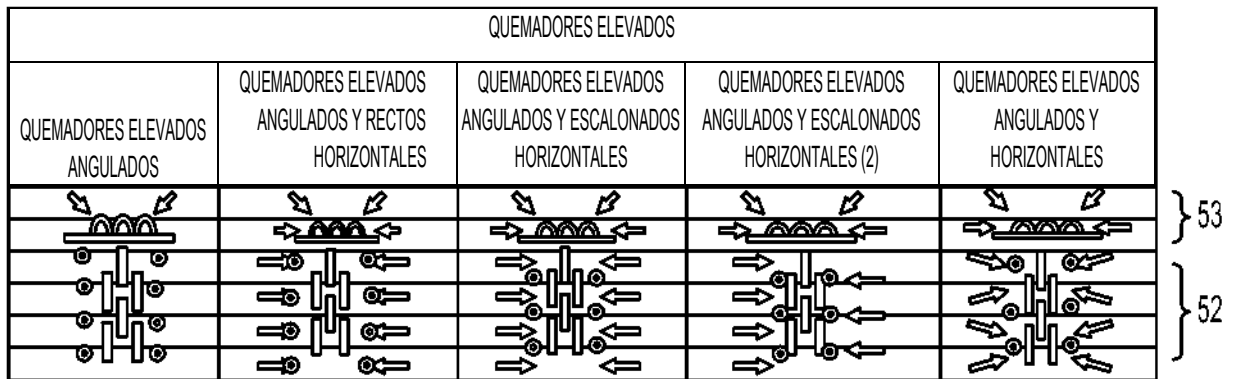 QUEMADORES ELEVADOS
QUEMADORES ELEVADOS
ANGULADOS
QUEMADORES ELEVADOS
ANGULADOS Y RECTOS
HORIZONTALES
QUEMADORES ELEVADOS
ANGULADOS Y ESCALONADOS
HORIZONTALES
QUEMADORES ELEVADOS
ANGULADOS Y ESCALONADOS
HORIZONTALES (2)
QUEMADORES ELEVADOS
ANGULADOS Y
HORIZONTALES
53
52